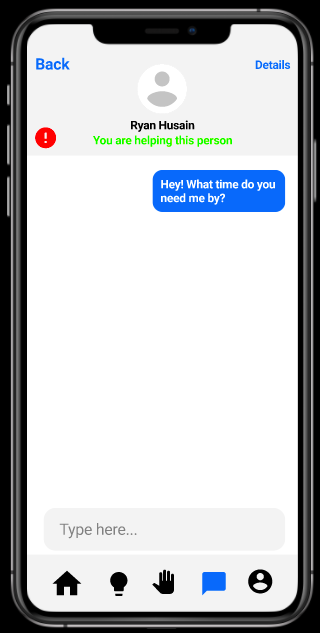 Back
Details
Ryan Husain
You are helping this person
Hey! What time do you
need me by?
Type here...